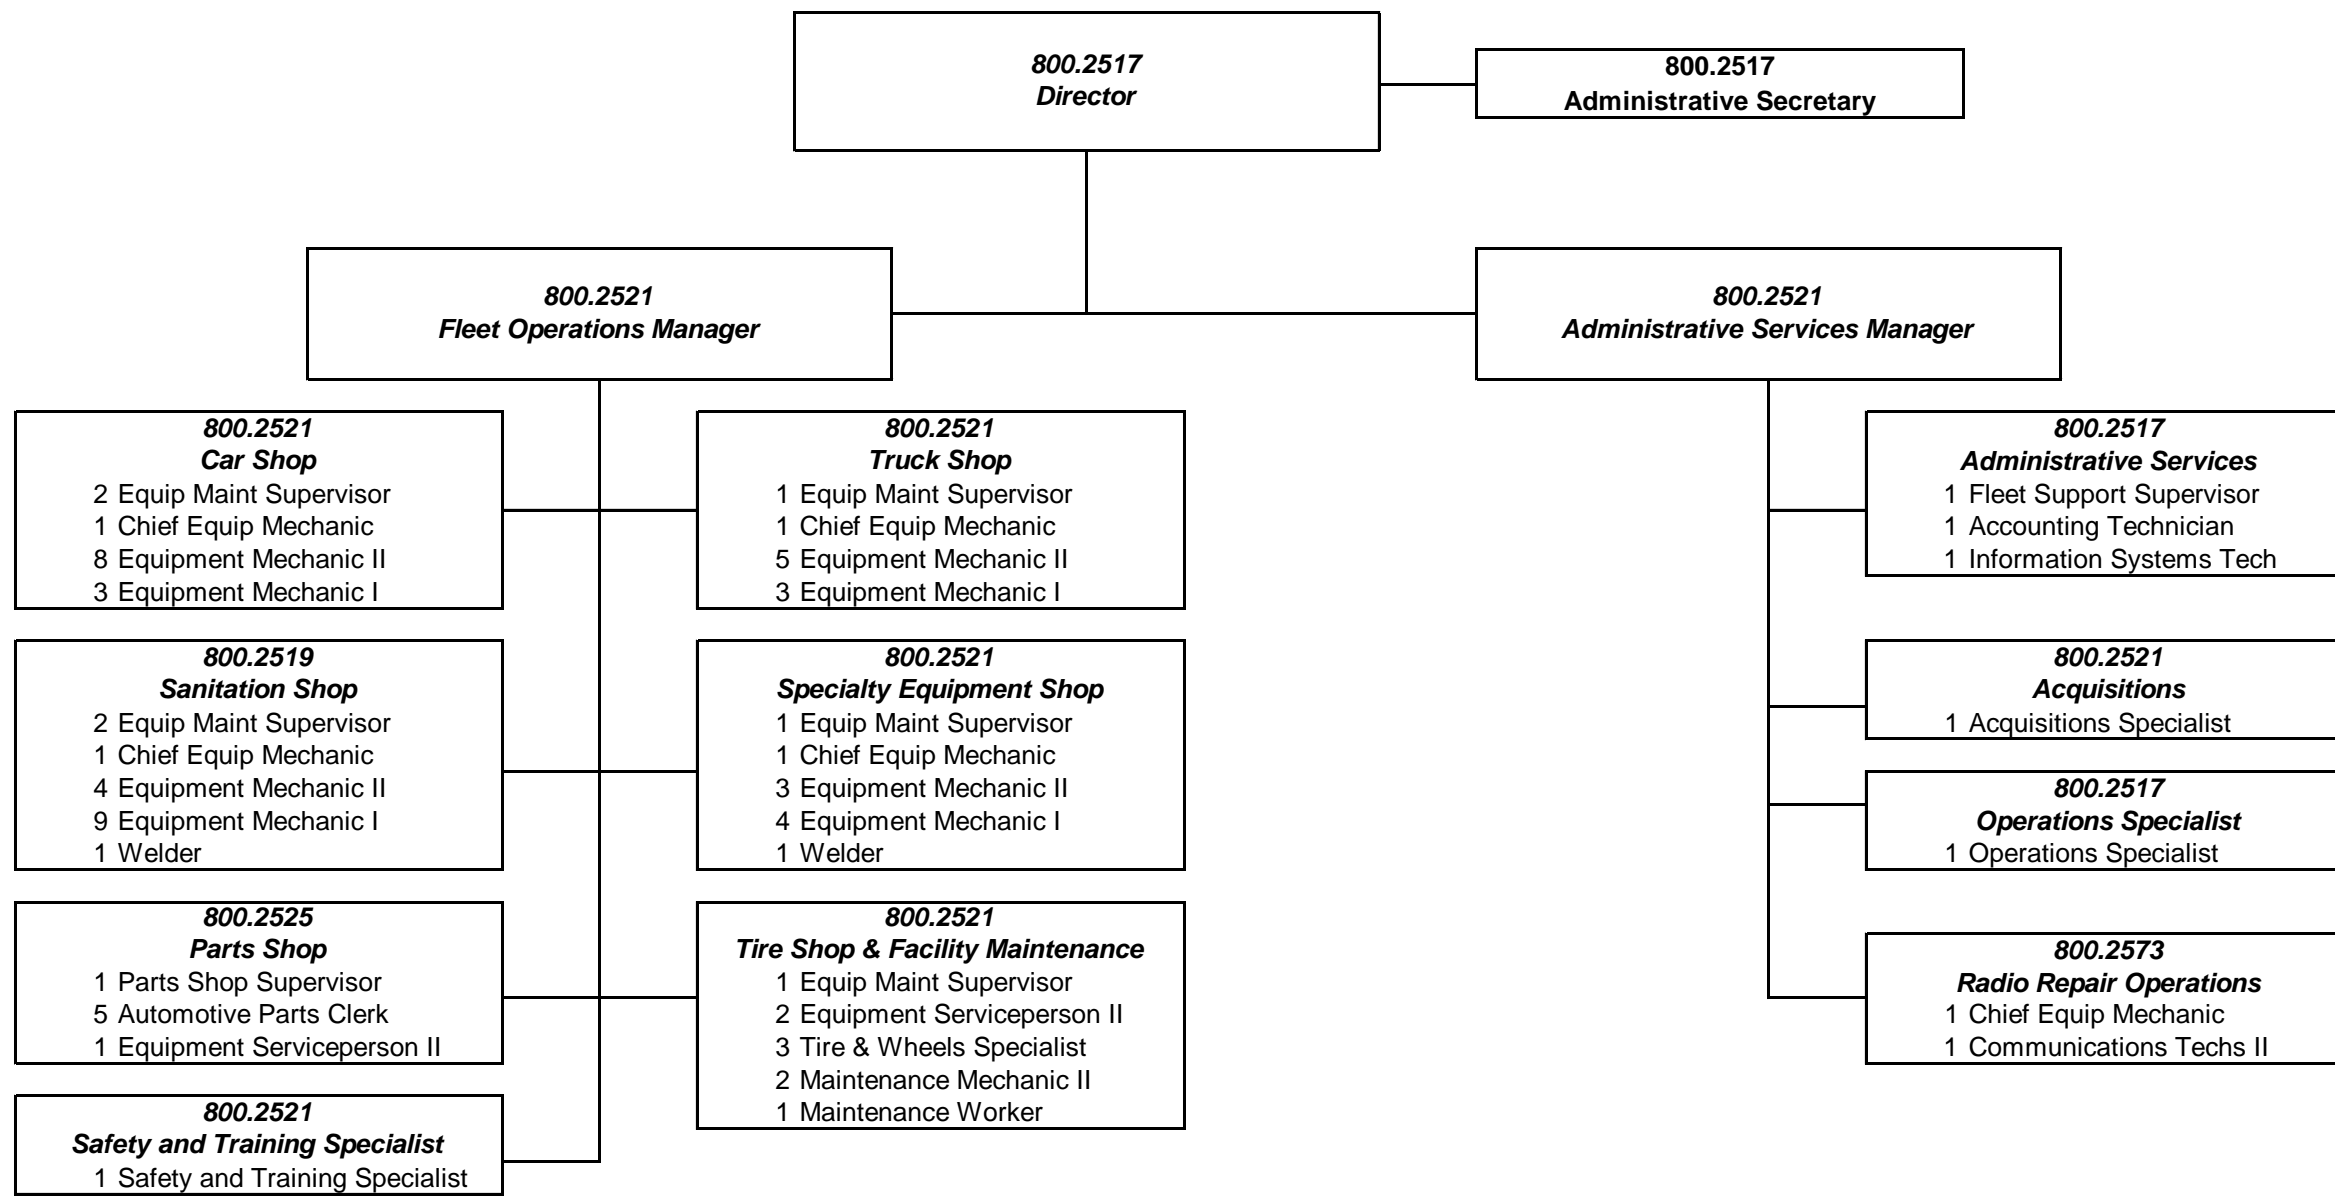 800.2517
Director
800.2517
Administrative Secretary
800.2521
Fleet Operations Manager
800.2521
Administrative Services Manager
800.2521
Car Shop
2 Equip Maint Supervisor
1 Chief Equip Mechanic
8 Equipment Mechanic II
3 Equipment Mechanic I
800.2521
Truck Shop
1 Equip Maint Supervisor
1 Chief Equip Mechanic
5 Equipment Mechanic II
3 Equipment Mechanic I
800.2517
Administrative Services
1 Fleet Support Supervisor
1 Accounting Technician
1 Information Systems Tech
800.2519
Sanitation Shop
2 Equip Maint Supervisor
1 Chief Equip Mechanic
4 Equipment Mechanic II
9 Equipment Mechanic I
1 Welder
800.2521
Specialty Equipment Shop
1 Equip Maint Supervisor
1 Chief Equip Mechanic
3 Equipment Mechanic II
4 Equipment Mechanic I
1 Welder
800.2521
Acquisitions
1 Acquisitions Specialist
800.2517
Operations Specialist
1 Operations Specialist
800.2525
Parts Shop
1 Parts Shop Supervisor
5 Automotive Parts Clerk
1 Equipment Serviceperson II
800.2521
Tire Shop & Facility Maintenance
1 Equip Maint Supervisor
2 Equipment Serviceperson II
3 Tire & Wheels Specialist
2 Maintenance Mechanic II
1 Maintenance Worker
800.2573
Radio Repair Operations
1 Chief Equip Mechanic
1 Communications Techs II
800.2521
Safety and Training Specialist
1 Safety and Training Specialist